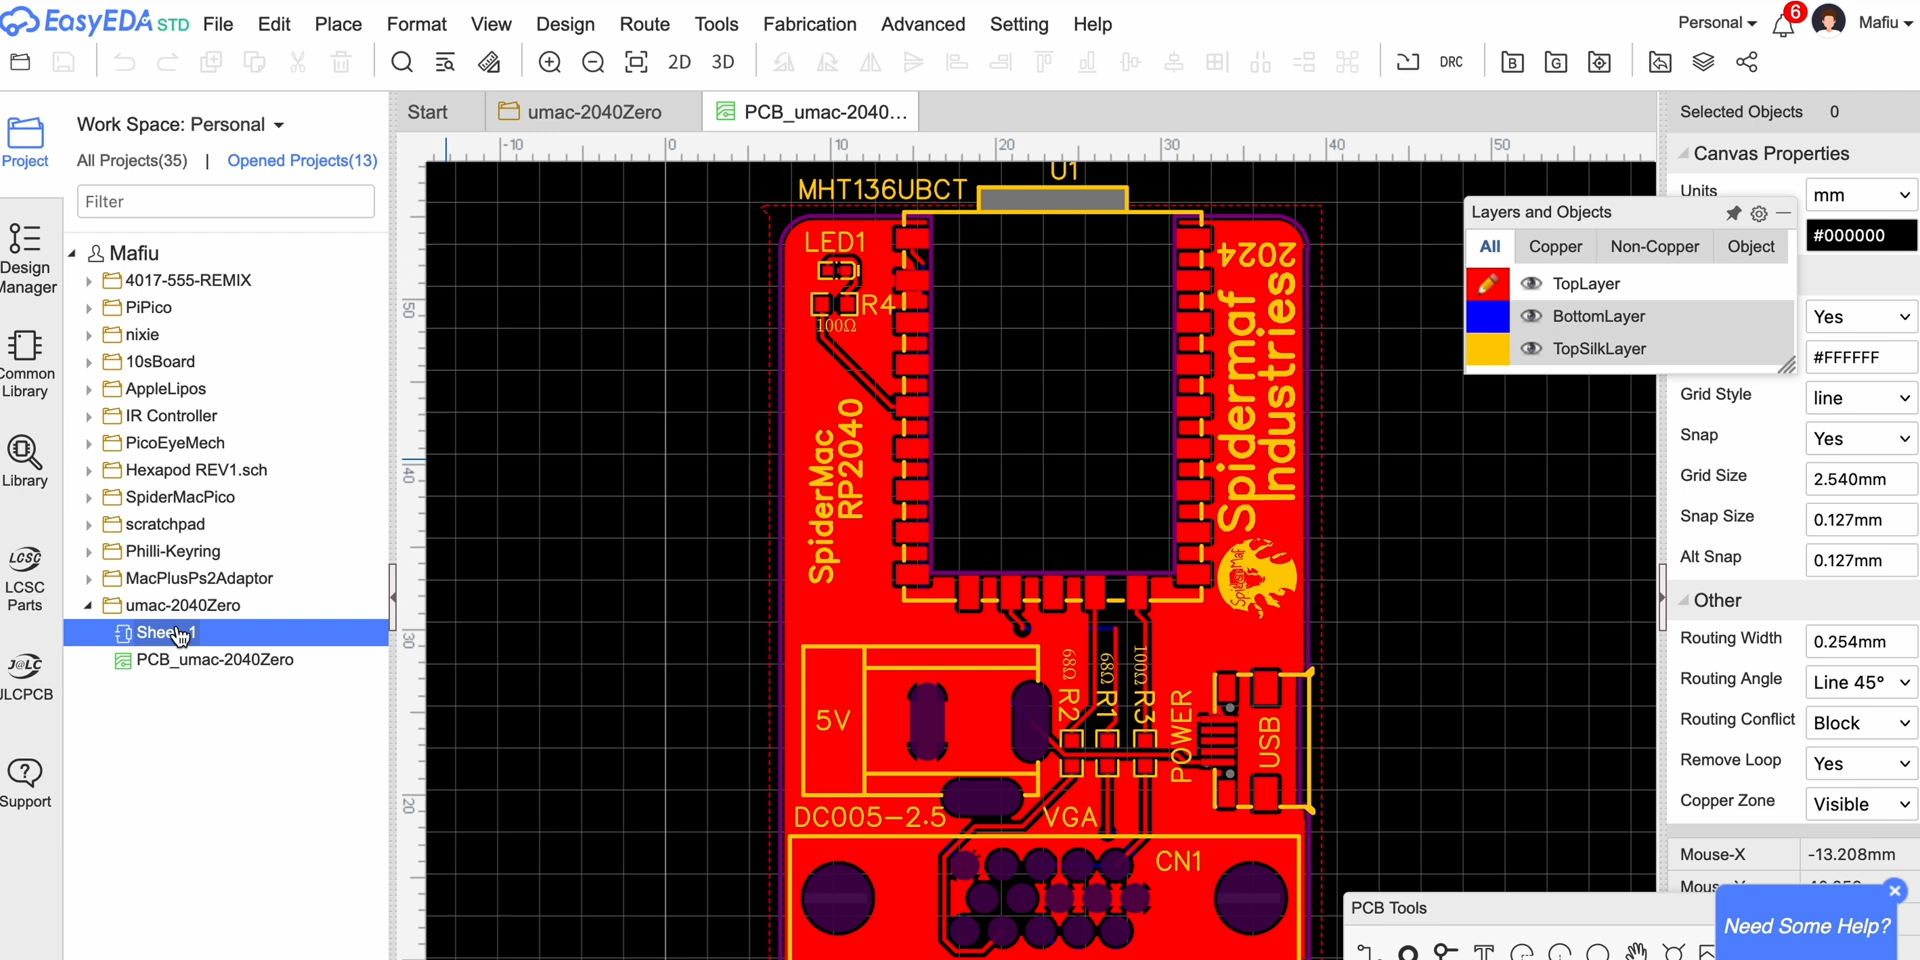 EasyEDA STD File Edit Place Format View Design Route Tools Fabrication Advanced Setting Help
Personal 6 Mafiu
2D 3D DRC B G
Work Space: Personal
All Projects(35) | Opened Projects(13)
Filter
Project
Design Manager
Common Library
Library
LCSC
LCSC Parts
J@LC
JLCPCB
Support
Mafiu
4017-555-REMIX
PiPico
nixie
10sBoard
AppleLipos
IR Controller
PicoEyeMech
Hexapod REV1.sch
SpiderMacPico
scratchpad
Philli-Keyring
MacPlusPs2Adaptor
umac-2040Zero
PCB_umac-2040Zero
Start umac-2040Zero PCB_umac-2040...
-10 0 10 20 30 40 50
50
40
30
20
MHT136UBCT
U1
LED1
R4
100Ω
SpiderMac
RP2040
2024
Spidermaf
Industries
SpiderMaf
5V
DC005-2.5
68Ω R2
68Ω R1
100Ω R3
POWER
USB
VGA
CN1
Layers and Objects
All Copper Non-Copper Object
TopLayer
BottomLayer
TopSilkLayer
Selected Objects 0
Canvas Properties
Units mm
#000000
Yes
#FFFFFF
Grid Style line
Snap Yes
Grid Size 2.540mm
Snap Size 0.127mm
Alt Snap 0.127mm
Other
Routing Width 0.254mm
Routing Angle Line 45°
Routing Conflict Block
Remove Loop Yes
Copper Zone Visible
Mouse-X -13.208mm
PCB Tools
Need Some Help?